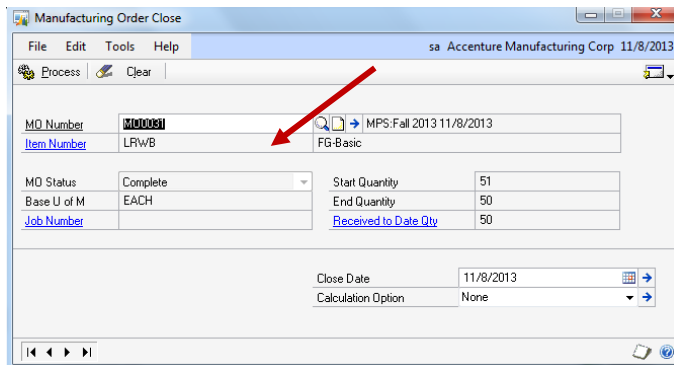 Manufacturing Order Close
File Edit Tools Help sa Accenture Manufacturing Corp 11/8/2013
Process Clear
MO Number MO0031 MPS:Fall 2013 11/8/2013
Item Number LRWB FG-Basic
MO Status Complete Start Quantity 51
Base U of M EACH End Quantity 50
Job Number Received to Date Qty 50
Close Date 11/8/2013
Calculation Option None